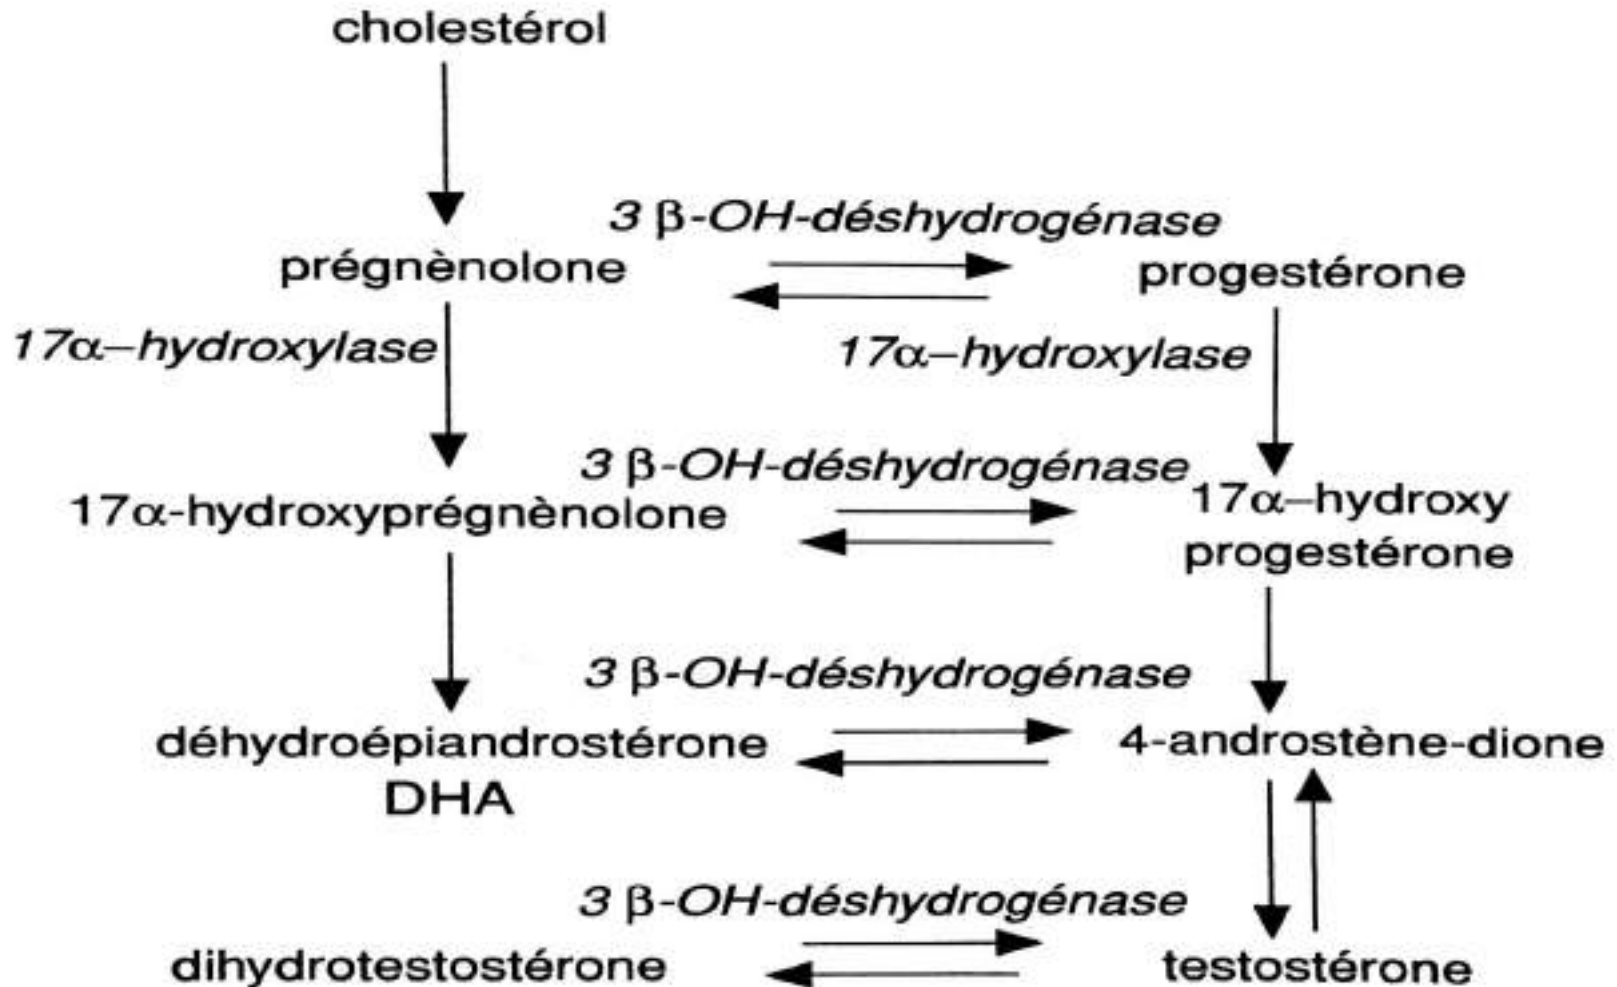 cholestérol
3 β-OH-déshydrogénase
prégnènolone
progestérone
17α–hydroxylase
17α–hydroxylase
3 β-OH-déshydrogénase
17α-hydroxyprégnènolone
17α–hydroxy
progestérone
3 β-OH-déshydrogénase
déhydroépiandrostérone
4-androstène-dione
DHA
3 β-OH-déshydrogénase
dihydrotestostérone
testostérone